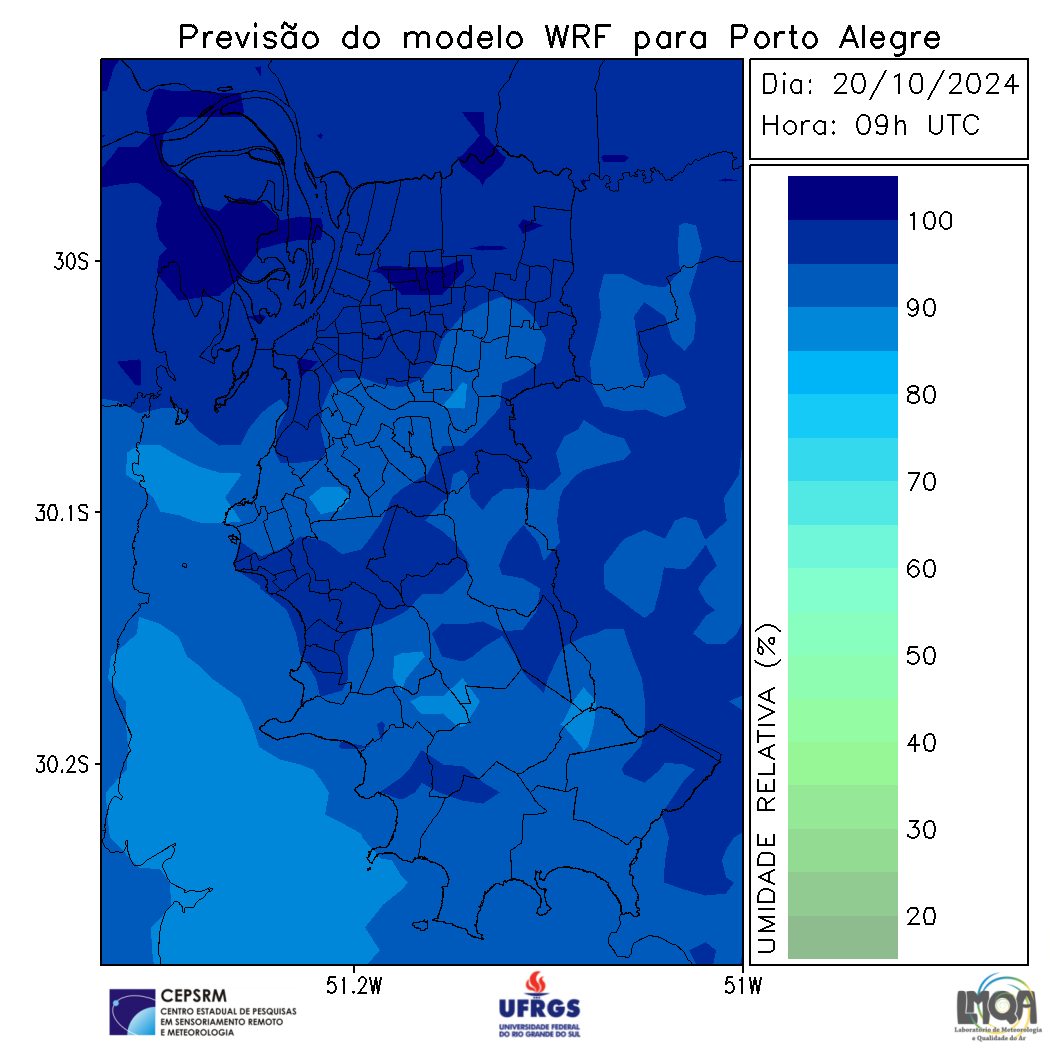 Previsão do modelo WRF para Porto Alegre
Dia: 20/10/2024
Hora: 09h UTC
100
90
80
70
60
50
40
30
20
UMIDADE RELATIVA (%)
30S
30.1S
30.2S
51.2W
51W
CEPSRM
CENTRO ESTADUAL DE PESQUISAS
EM SENSORIAMENTO REMOTO
E METEOROLOGIA
UFRGS
UNIVERSIDADE FEDERAL
DO RIO GRANDE DO SUL
LMQA
Laboratório de Meteorologia
e Qualidade do Ar